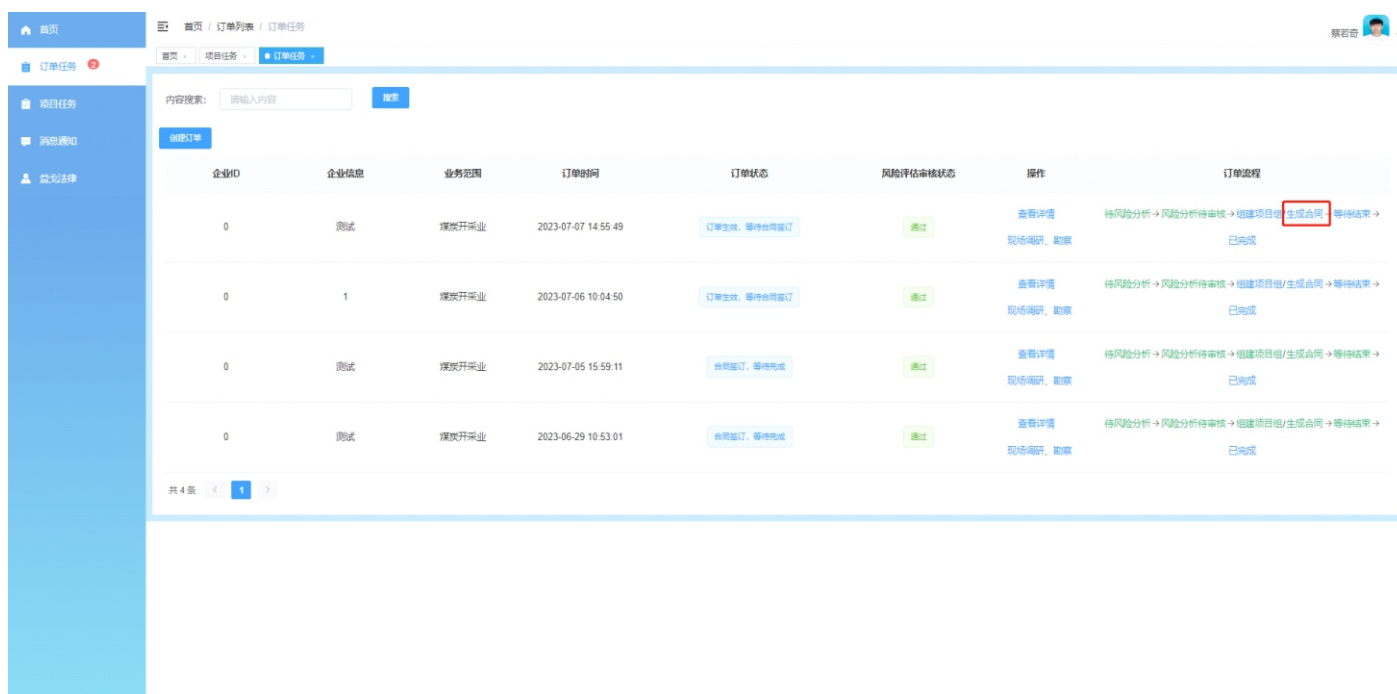 首页
订单任务 2
项目任务
消息通知
益戈法律
首页 / 订单列表 / 订单任务
蔡若奇
首页 × 项目任务 × 订单任务 ×
内容搜索: 请输入内容 搜索
创建订单
企业ID 企业信息 业务范围 订单时间 订单状态 风险评估审核状态 操作 订单流程
0 测试 煤炭开采业 2023-07-07 14:55:49 订单生效，等待合同签订 通过 查看详情 待风险分析→风险分析待审核→组建项目组/生成合同→等待结束→
现场调研、勘察 已完成
0 1 煤炭开采业 2023-07-06 10:04:50 订单生效，等待合同签订 通过 查看详情 待风险分析→风险分析待审核→组建项目组/生成合同→等待结束→
现场调研、勘察 已完成
0 测试 煤炭开采业 2023-07-05 15:59:11 合同签订，等待完成 通过 查看详情 待风险分析→风险分析待审核→组建项目组/生成合同→等待结束→
现场调研、勘察 已完成
0 测试 煤炭开采业 2023-06-29 10:53:01 合同签订，等待完成 通过 查看详情 待风险分析→风险分析待审核→组建项目组/生成合同→等待结束→
现场调研、勘察 已完成
共 4 条 < 1 >